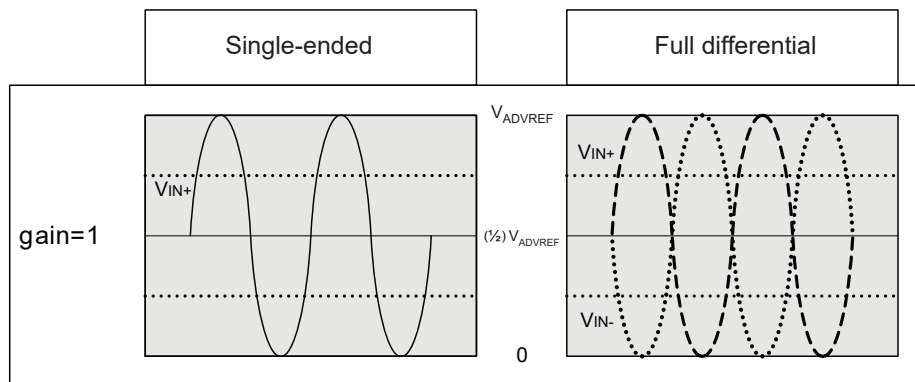 Single-ended
Full differential
gain=1
VIN+
VADVREF
(½) VADVREF
0
VIN+
VIN-